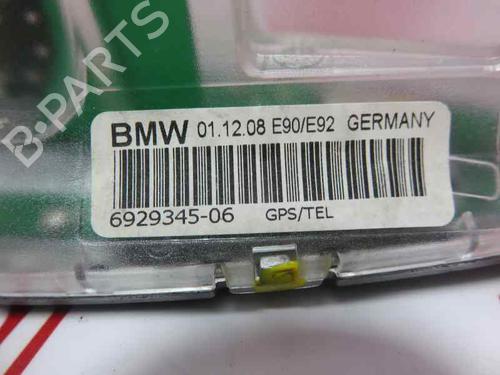 B-PARTS
BMW 01.12.08 E90/E92 GERMANY
6929345-06 GPS/TEL